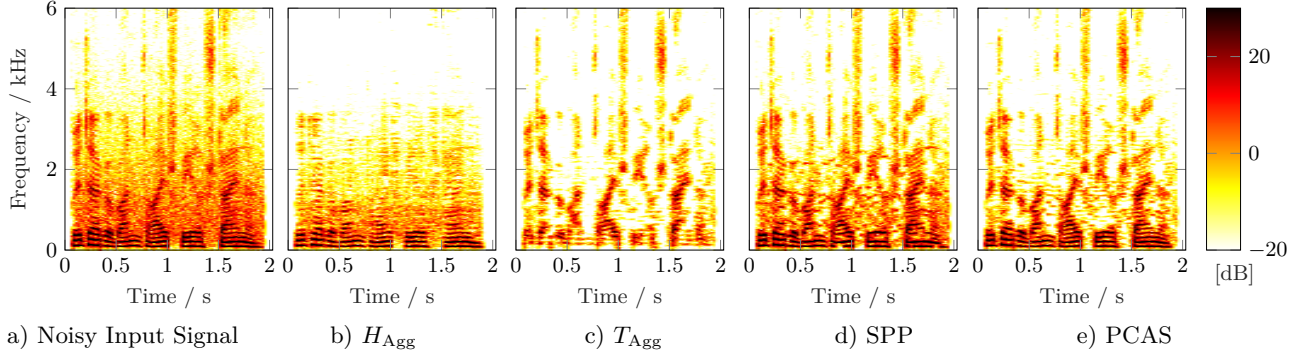 6
4
2
0
Frequency / kHz
0 0.5 1 1.5 2
0 0.5 1 1.5 2
0 0.5 1 1.5 2
0 0.5 1 1.5 2
0 0.5 1 1.5 2
Time / s
Time / s
Time / s
Time / s
Time / s
20
0
−20
[dB]
a) Noisy Input Signal
b) H_Agg
c) T_Agg
d) SPP
e) PCAS